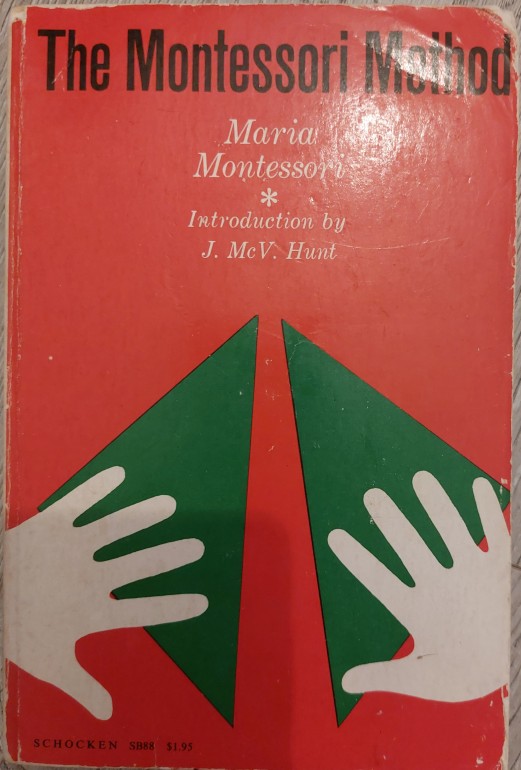 The Montessori Method
Maria
Montessori
*
Introduction by
J. McV. Hunt
SCHOCKEN SB88 $1.95